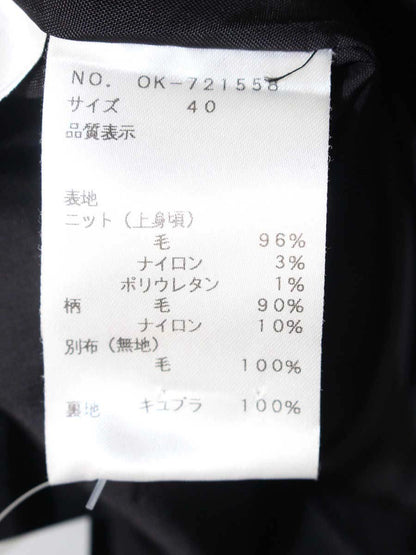 NO. OK-721558
サイズ 40
品質表示
表地
ニット(上身頃)
毛 96%
ナイロン 3%
ポリウレタン 1%
柄 毛 90%
ナイロン 10%
別布(無地)
毛 100%
裏地 キュプラ 100%